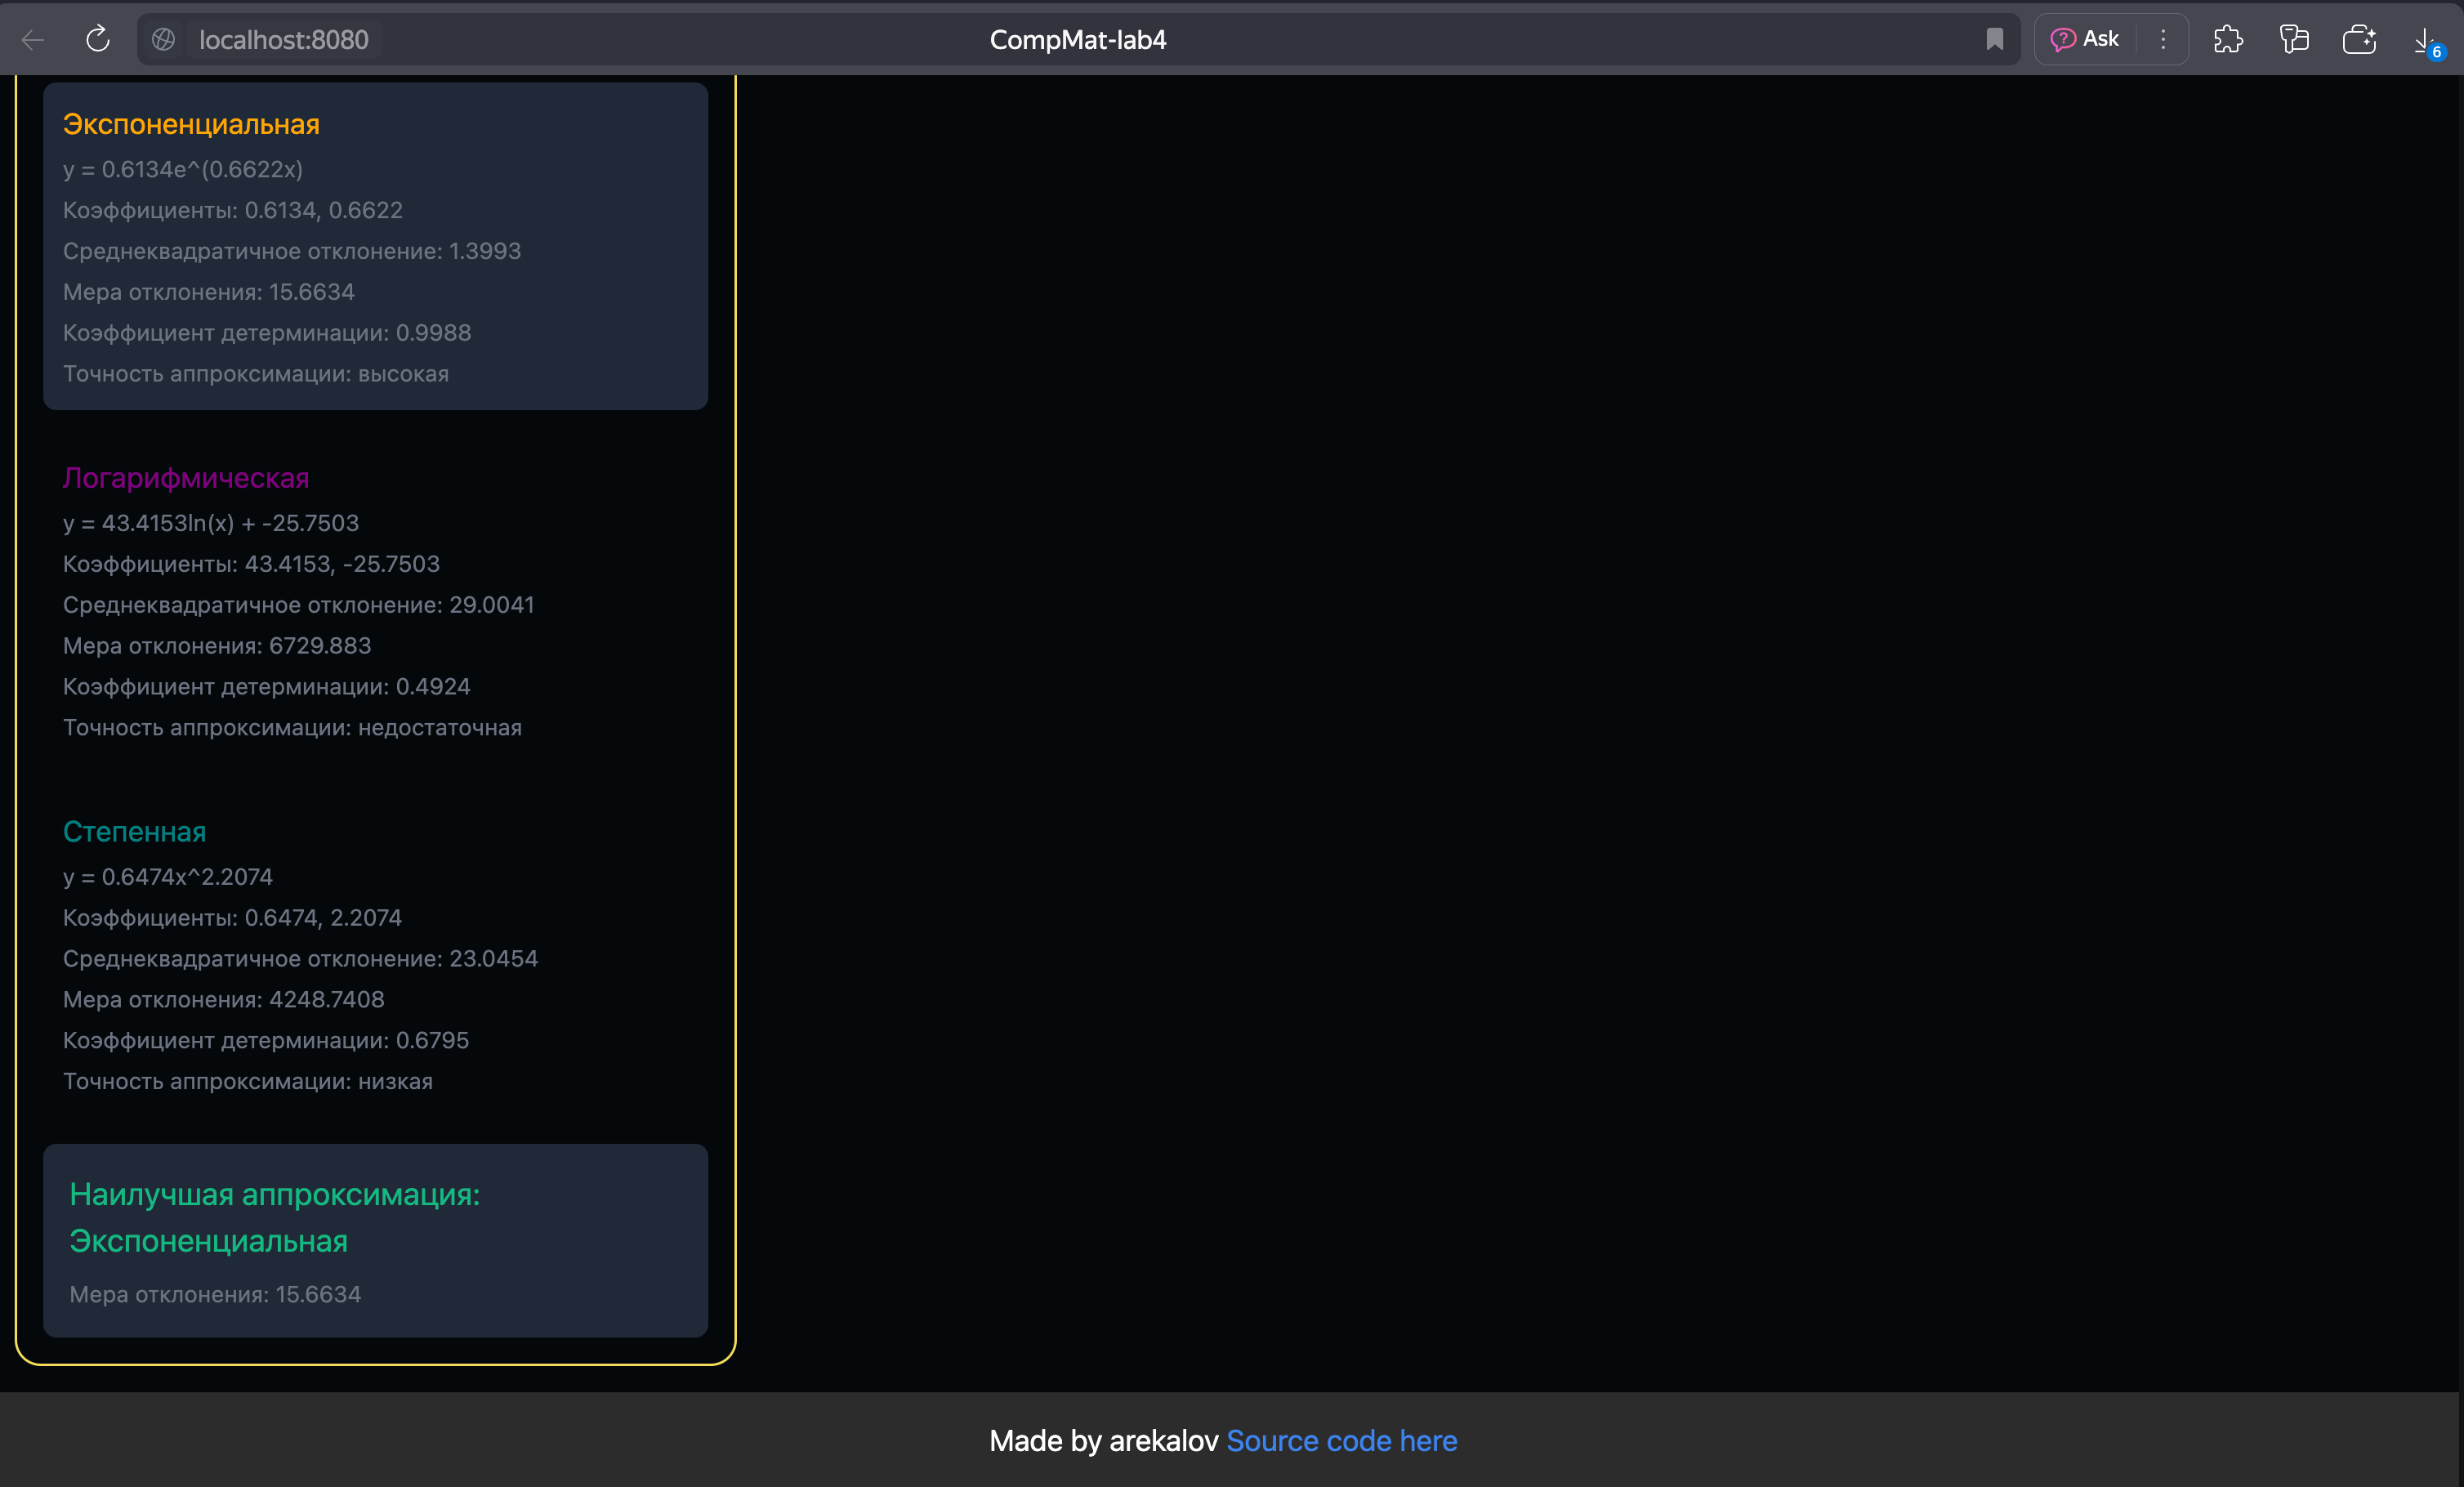 localhost:8080
CompMat-lab4
Ask
6
Экспоненциальная
y = 0.6134e^(0.6622x)
Коэффициенты: 0.6134, 0.6622
Среднеквадратичное отклонение: 1.3993
Мера отклонения: 15.6634
Коэффициент детерминации: 0.9988
Точность аппроксимации: высокая
Логарифмическая
y = 43.4153ln(x) + -25.7503
Коэффициенты: 43.4153, -25.7503
Среднеквадратичное отклонение: 29.0041
Мера отклонения: 6729.883
Коэффициент детерминации: 0.4924
Точность аппроксимации: недостаточная
Степенная
y = 0.6474x^2.2074
Коэффициенты: 0.6474, 2.2074
Среднеквадратичное отклонение: 23.0454
Мера отклонения: 4248.7408
Коэффициент детерминации: 0.6795
Точность аппроксимации: низкая
Наилучшая аппроксимация:
Экспоненциальная
Мера отклонения: 15.6634
Made by arekalov Source code here